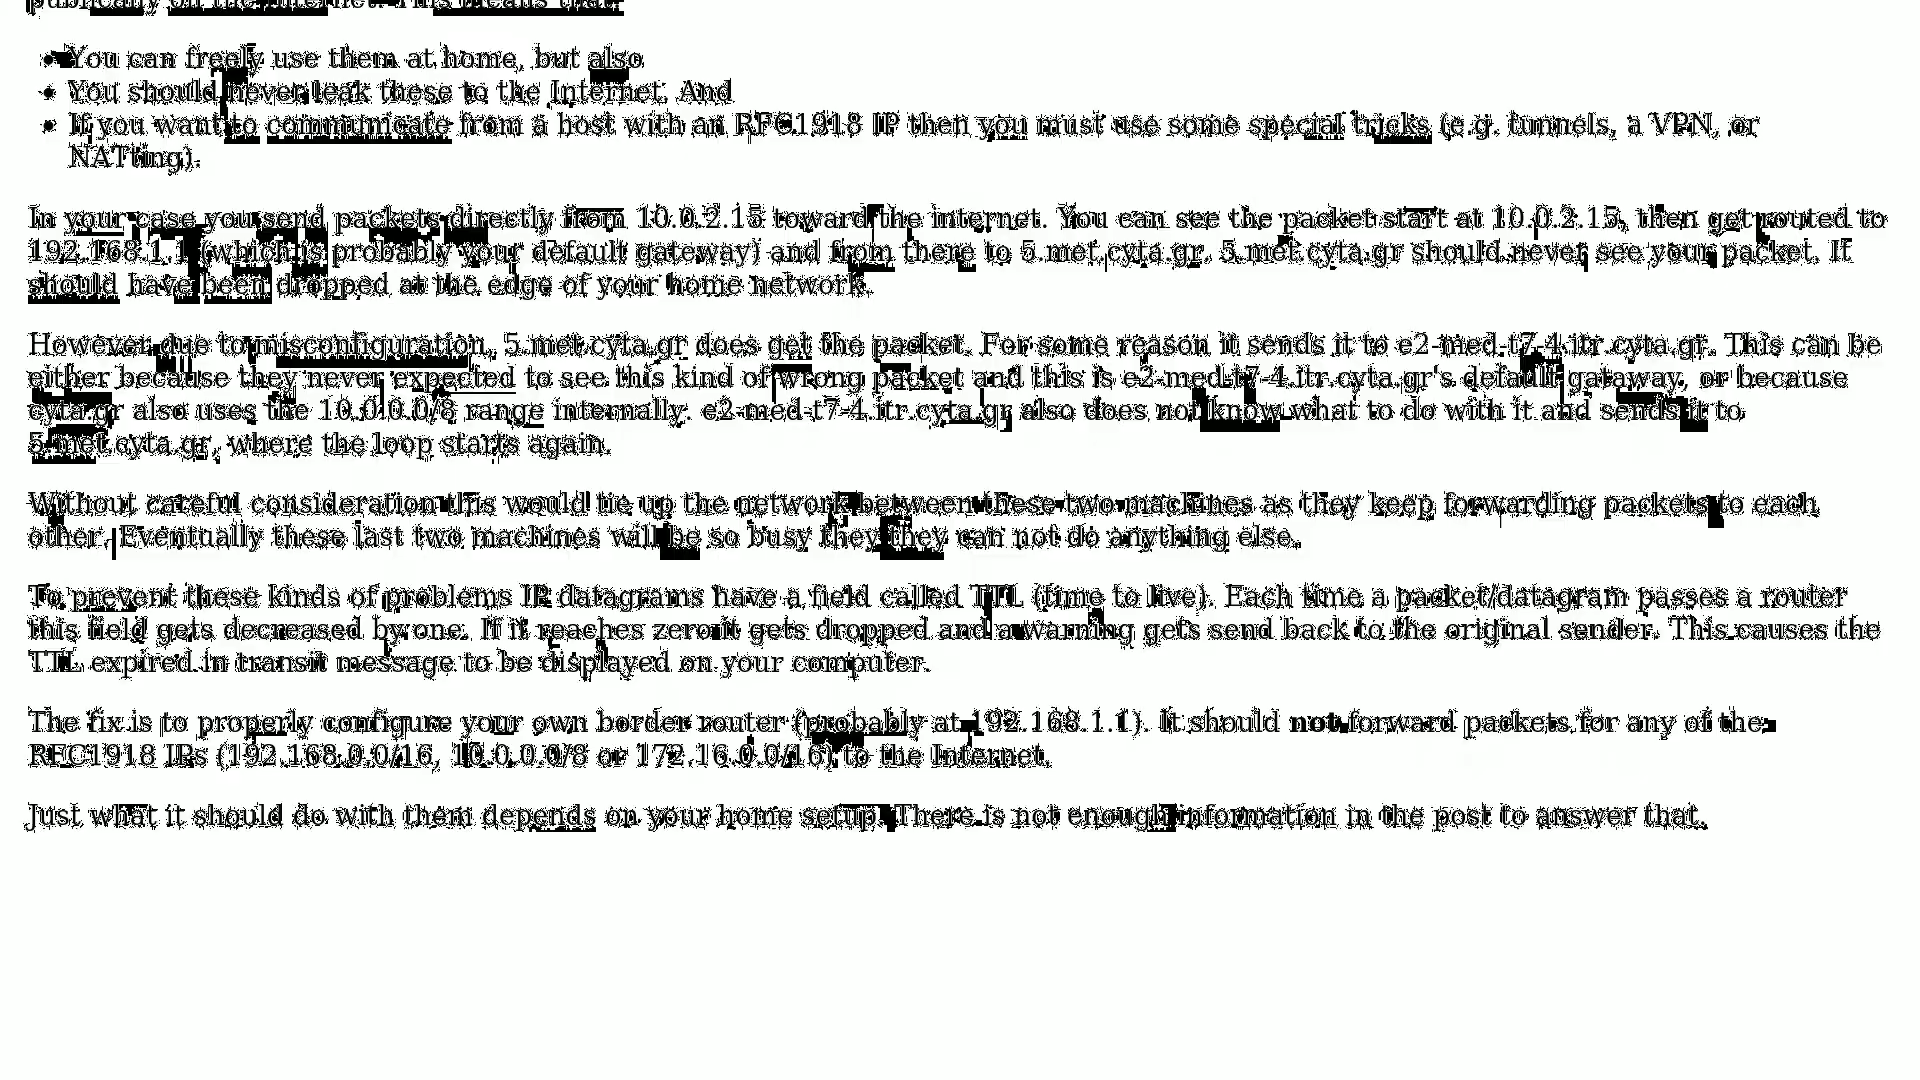 publically on the internet. This means that:
You can freely use them at home, but also
You should never leak these to the Internet. And
If you want to communicate from a host with an RFC1918 IP then you must use some special tricks (e.g. tunnels, a VPN, or
NATting).
In your case you send packets directly from 10.0.2.15 toward the internet. You can see the packet start at 10.0.2.15, then get routed to
192.168.1.1 (which is probably your default gateway) and from there to 5.met.cyta.gr. 5.met.cyta.gr should never see your packet. It
should have been dropped at the edge of your home network.
However due to misconfiguration, 5.met.cyta.gr does get the packet. For some reason it sends it to e2-med-t7-4.itr.cyta.gr. This can be
either because they never expected to see this kind of wrong packet and this is e2-med-t7-4.itr.cyta.gr's default gataway, or because
cyta.gr also uses the 10.0.0.0/8 range internally. e2-med-t7-4.itr.cyta.gr also does not know what to do with it and sends it to
5.met.cyta.gr, where the loop starts again.
Without careful consideration this would tie up the network between these two machines as they keep forwarding packets to each
other. Eventually these last two machines will be so busy they they can not do anything else.
To prevent these kinds of problems IP datagrams have a field called TTL (time to live). Each time a packet/datagram passes a router
this field gets decreased by one. If it reaches zero it gets dropped and a warning gets send back to the original sender. This causes the
TTL expired in transit message to be displayed on your computer.
The fix is to properly configure your own border router (probably at 192.168.1.1). It should not forward packets for any of the
RFC1918 IPs (192.168.0.0/16, 10.0.0.0/8 or 172.16.0.0/16) to the Internet.
Just what it should do with them depends on your home setup. There is not enough information in the post to answer that.